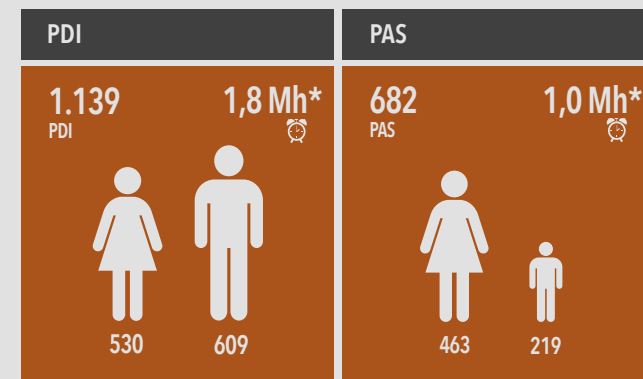 PDI
1.139
PDI
1,8 Mh*
530
609
PAS
682
PAS
1,0 Mh*
463
219